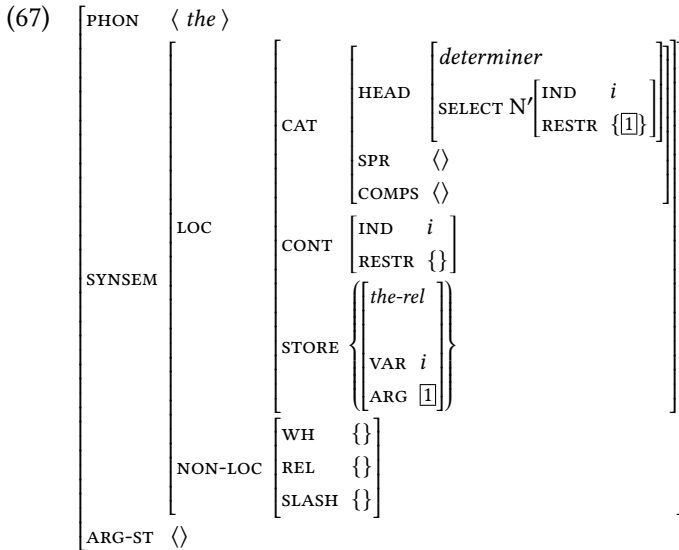 (67)
PHON ⟨ the ⟩
determiner
HEAD
SELECT N′ IND i
RESTR {1}
CAT
SPR ⟨⟩
COMPS ⟨⟩
LOC
IND i
CONT
RESTR {}
SYNSEM
the-rel
STORE
VAR i
ARG 1
WH {}
NON-LOC REL {}
SLASH {}
ARG-ST ⟨⟩